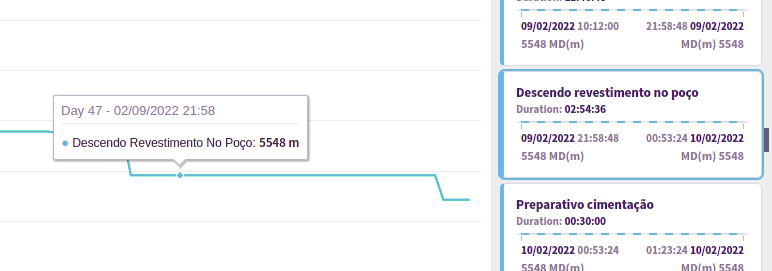 Day 47 - 02/09/2022 21:58
Descendo Revestimento No Poço: 5548 m
09/02/2022 10:12:00 21:58:48 09/02/2022
5548 MD(m) MD(m) 5548
Descendo revestimento no poço
Duration: 02:54:36
09/02/2022 21:58:48 00:53:24 10/02/2022
5548 MD(m) MD(m) 5548
Preparativo cimentação
Duration: 00:30:00
10/02/2022 00:53:24 01:23:24 10/02/2022
5548 MD(m) MD(m) 5548